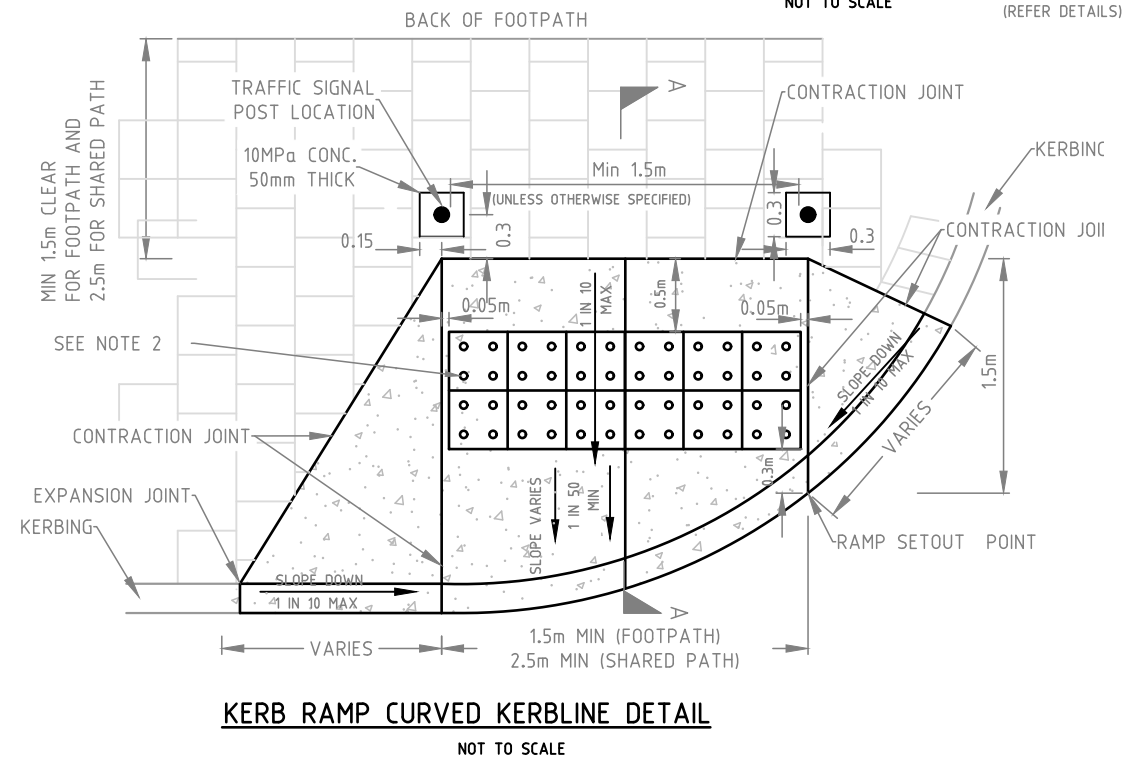 NOT TO SCALE
(REFER DETAILS)
BACK OF FOOTPATH
MIN 1.5m CLEAR
FOR FOOTPATH AND
2.5m FOR SHARED PATH
TRAFFIC SIGNAL
POST LOCATION
A
CONTRACTION JOINT
10MPa CONC.
50mm THICK
Min 1.5m
(UNLESS OTHERWISE SPECIFIED)
KERBING
0.15
0.3
0.3
0.3
CONTRACTION JOI
0.05m
1 IN 10
MAX
0.5m
0.05m
SEE NOTE 2
SLOPE DOWN
1 IN 10 MAX
VARIES
1.5m
CONTRACTION JOINT
0.3m
EXPANSION JOINT
KERBING
SLOPE VARIES
1 IN 50
MIN
RAMP SETOUT POINT
SLOPE DOWN
1 IN 10 MAX
A
VARIES
1.5m MIN (FOOTPATH)
2.5m MIN (SHARED PATH)
KERB RAMP CURVED KERBLINE DETAIL
NOT TO SCALE